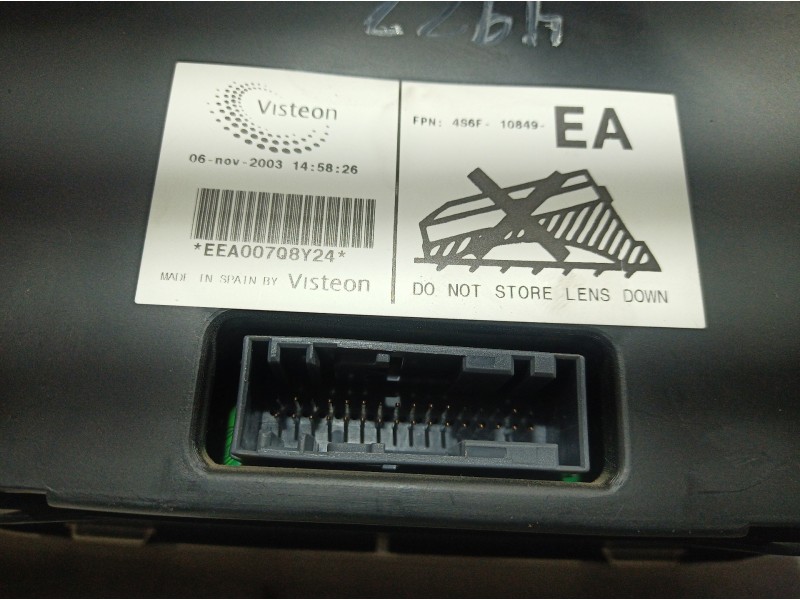 4922
Visteon
06-nov-2003 14:58:26
*EEA007Q8Y24*
MADE IN SPAIN BY Visteon
FPN: 4S6F- 10849- EA
DO NOT STORE LENS DOWN